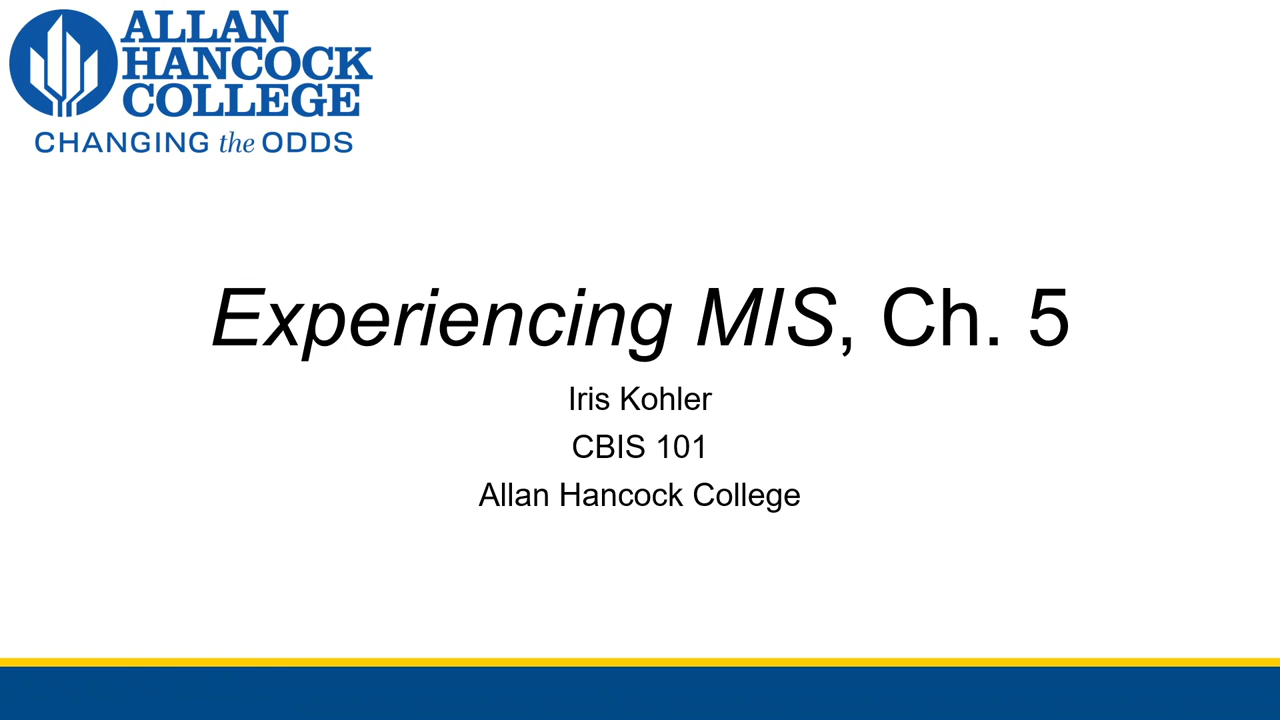 ALLAN
HANCOCK
COLLEGE
CHANGING the ODDS
Experiencing MIS, Ch. 5
Iris Kohler
CBIS 101
Allan Hancock College